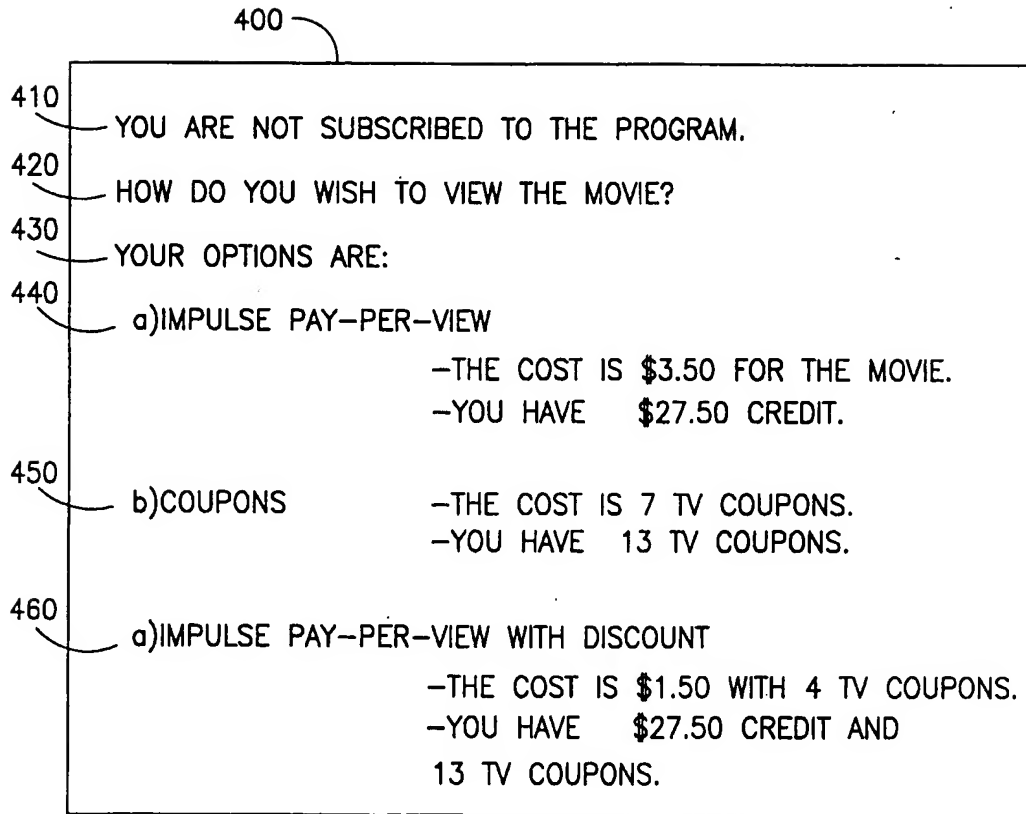 400
410
YOU ARE NOT SUBSCRIBED TO THE PROGRAM.
420
HOW DO YOU WISH TO VIEW THE MOVIE?
430
YOUR OPTIONS ARE:
440
a)IMPULSE PAY-PER-VIEW
-THE COST IS $3.50 FOR THE MOVIE.
-YOU HAVE $27.50 CREDIT.
450
b)COUPONS -THE COST IS 7 TV COUPONS.
-YOU HAVE 13 TV COUPONS.
460
a)IMPULSE PAY-PER-VIEW WITH DISCOUNT
-THE COST IS $1.50 WITH 4 TV COUPONS.
-YOU HAVE $27.50 CREDIT AND
13 TV COUPONS.